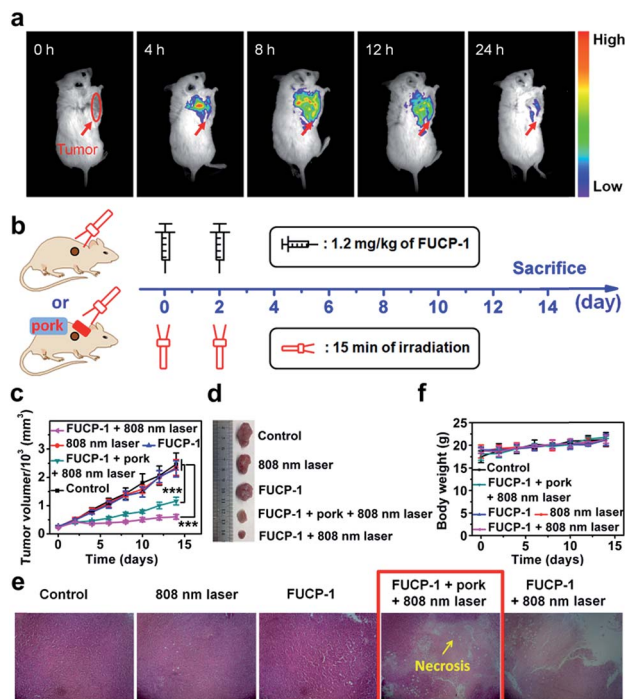 a
0 h
4 h
8 h
12 h
24 h
High
Tumor
Low
b
: 1.2 mg/kg of FUCP-1
Sacrifice
or
0 2 4 6 8 10 12 14 (day)
pork
: 15 min of irradiation
c
FUCP-1 + 808 nm laser
808 nm laser FUCP-1
FUCP-1 + pork
+ 808 nm laser
Control
Tumor volumer/10³ (mm³)
3
2
1
0
***
***
0 5 10 15
Time (days)
d
Control
808 nm laser
FUCP-1
FUCP-1 + pork + 808 nm laser
FUCP-1 + 808 nm laser
f
Body weight (g)
30
25
20
15
10
5
0
Control
FUCP-1 + pork
+ 808 nm laser
FUCP-1 808 nm laser
FUCP-1 + 808 nm laser
0 5 10 15
Time (days)
e
Control
808 nm laser
FUCP-1
FUCP-1 + pork
+ 808 nm laser
FUCP-1
+ 808 nm laser
Necrosis